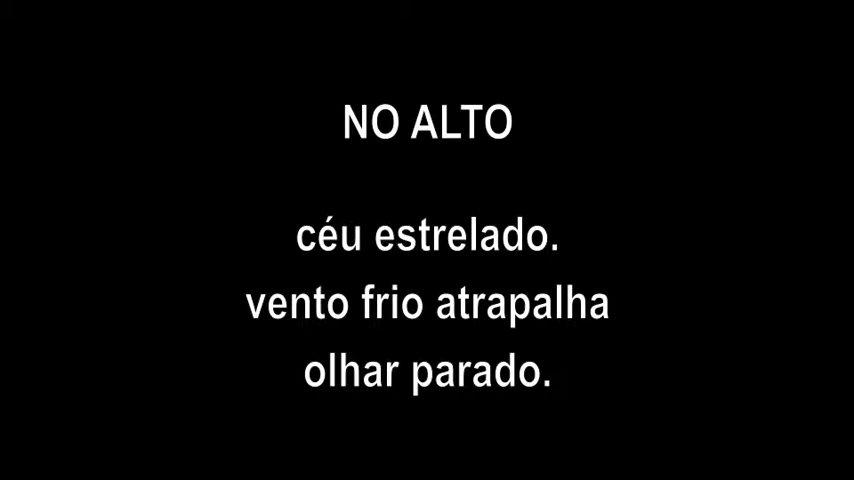 NO ALTO
céu estrelado.
vento frio atrapalha
olhar parado.